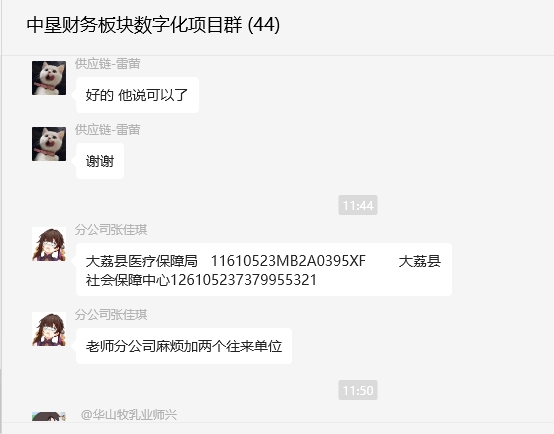 中垦财务板块数字化项目群 (44)
供应链-雷苗
好的 他说可以了
供应链-雷苗
谢谢
11:44
分公司张佳琪
大荔县医疗保障局 11610523MB2A0395XF 大荔县
社会保障中心126105237379955321
分公司张佳琪
老师分公司麻烦加两个往来单位
11:50
@华山牧乳业师兴